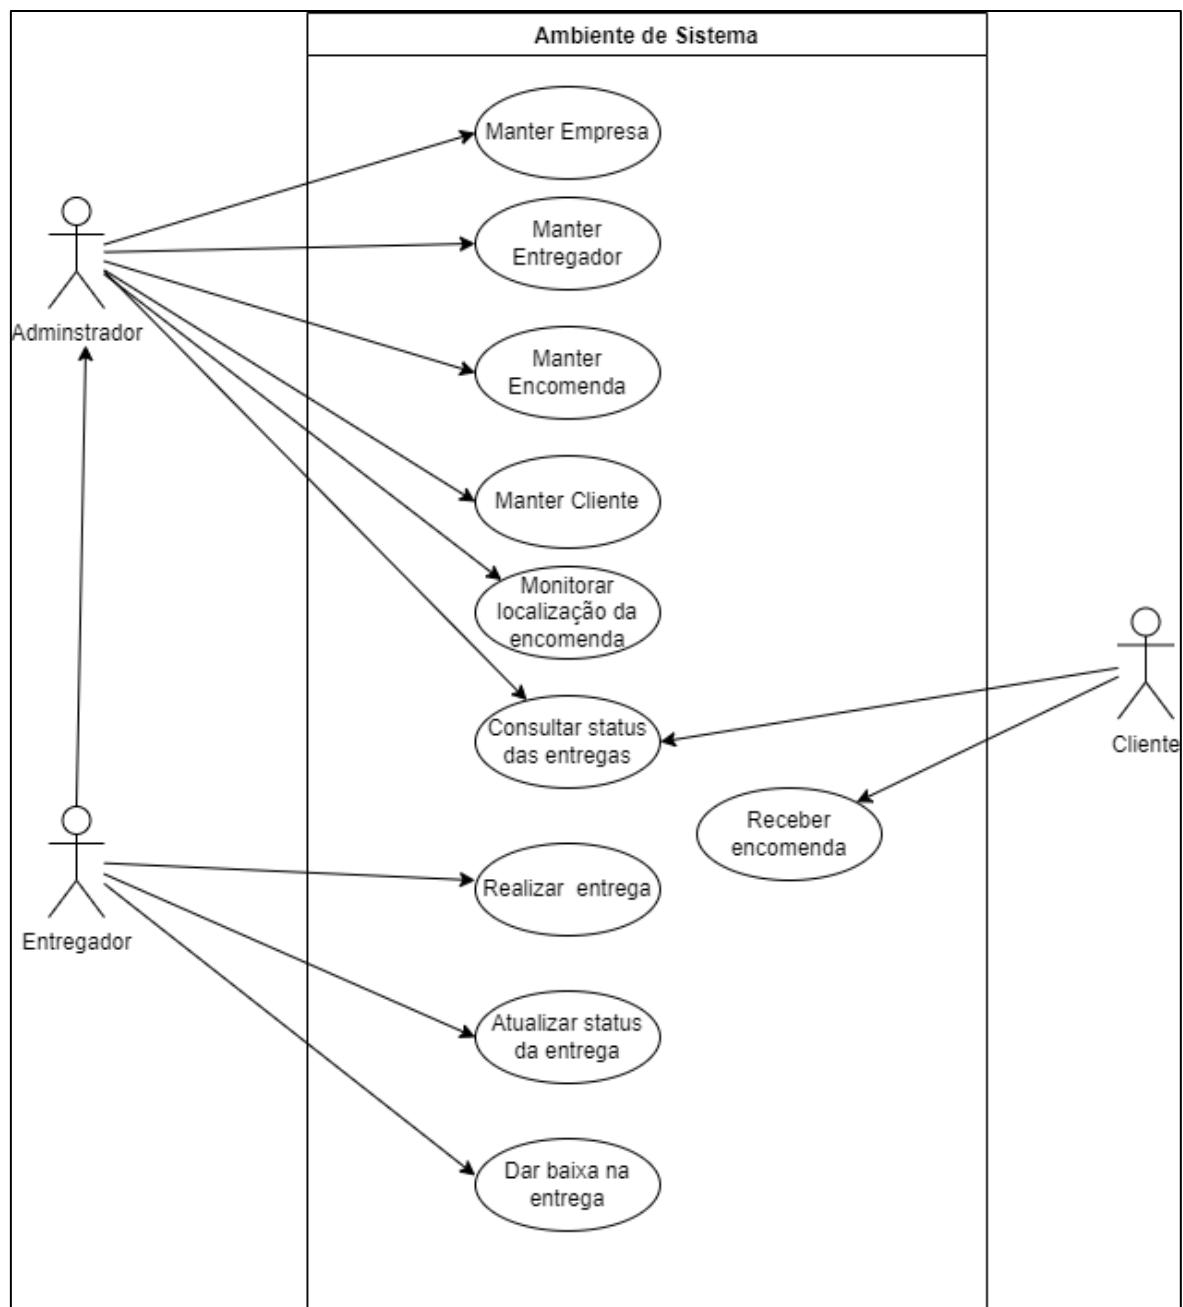 Ambiente de Sistema
Manter Empresa
Manter
Entregador
Adminstrador
Manter
Encomenda
Manter Cliente
Monitorar
localização da
encomenda
Consultar status
das entregas
Cliente
Receber
encomenda
Realizar entrega
Entregador
Atualizar status
da entrega
Dar baixa na
entrega